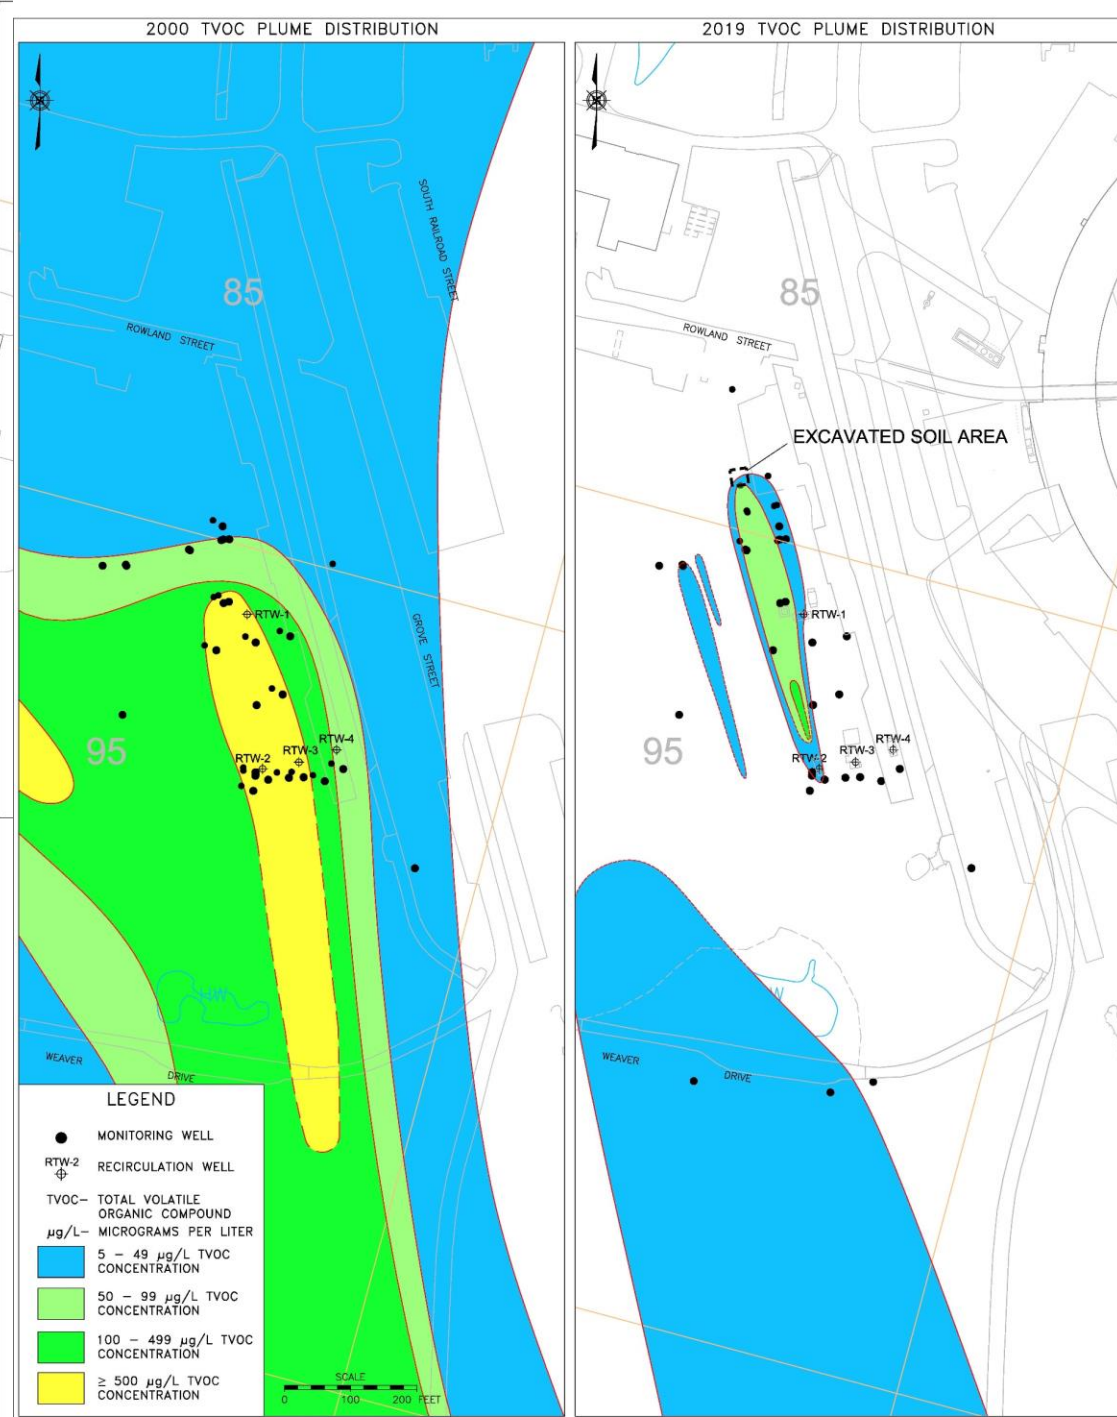 2000 TVOC PLUME DISTRIBUTION
85
SOUTH RAILROAD STREET
ROWLAND STREET
GROVE STREET
RTW-1
RTW-4
RTW-3
RTW-2
95
WEAVER DRIVE
LEGEND
MONITORING WELL
RTW-2
RECIRCULATION WELL
TVOC- TOTAL VOLATILE
ORGANIC COMPOUND
µg/L- MICROGRAMS PER LITER
5 - 49 µg/L TVOC
CONCENTRATION
50 - 99 µg/L TVOC
CONCENTRATION
100 - 499 µg/L TVOC
CONCENTRATION
≥ 500 µg/L TVOC
CONCENTRATION
SCALE
0 100 200 FEET
2019 TVOC PLUME DISTRIBUTION
85
ROWLAND STREET
EXCAVATED SOIL AREA
RTW-1
RTW-4
RTW-3
RTW-2
95
WEAVER DRIVE